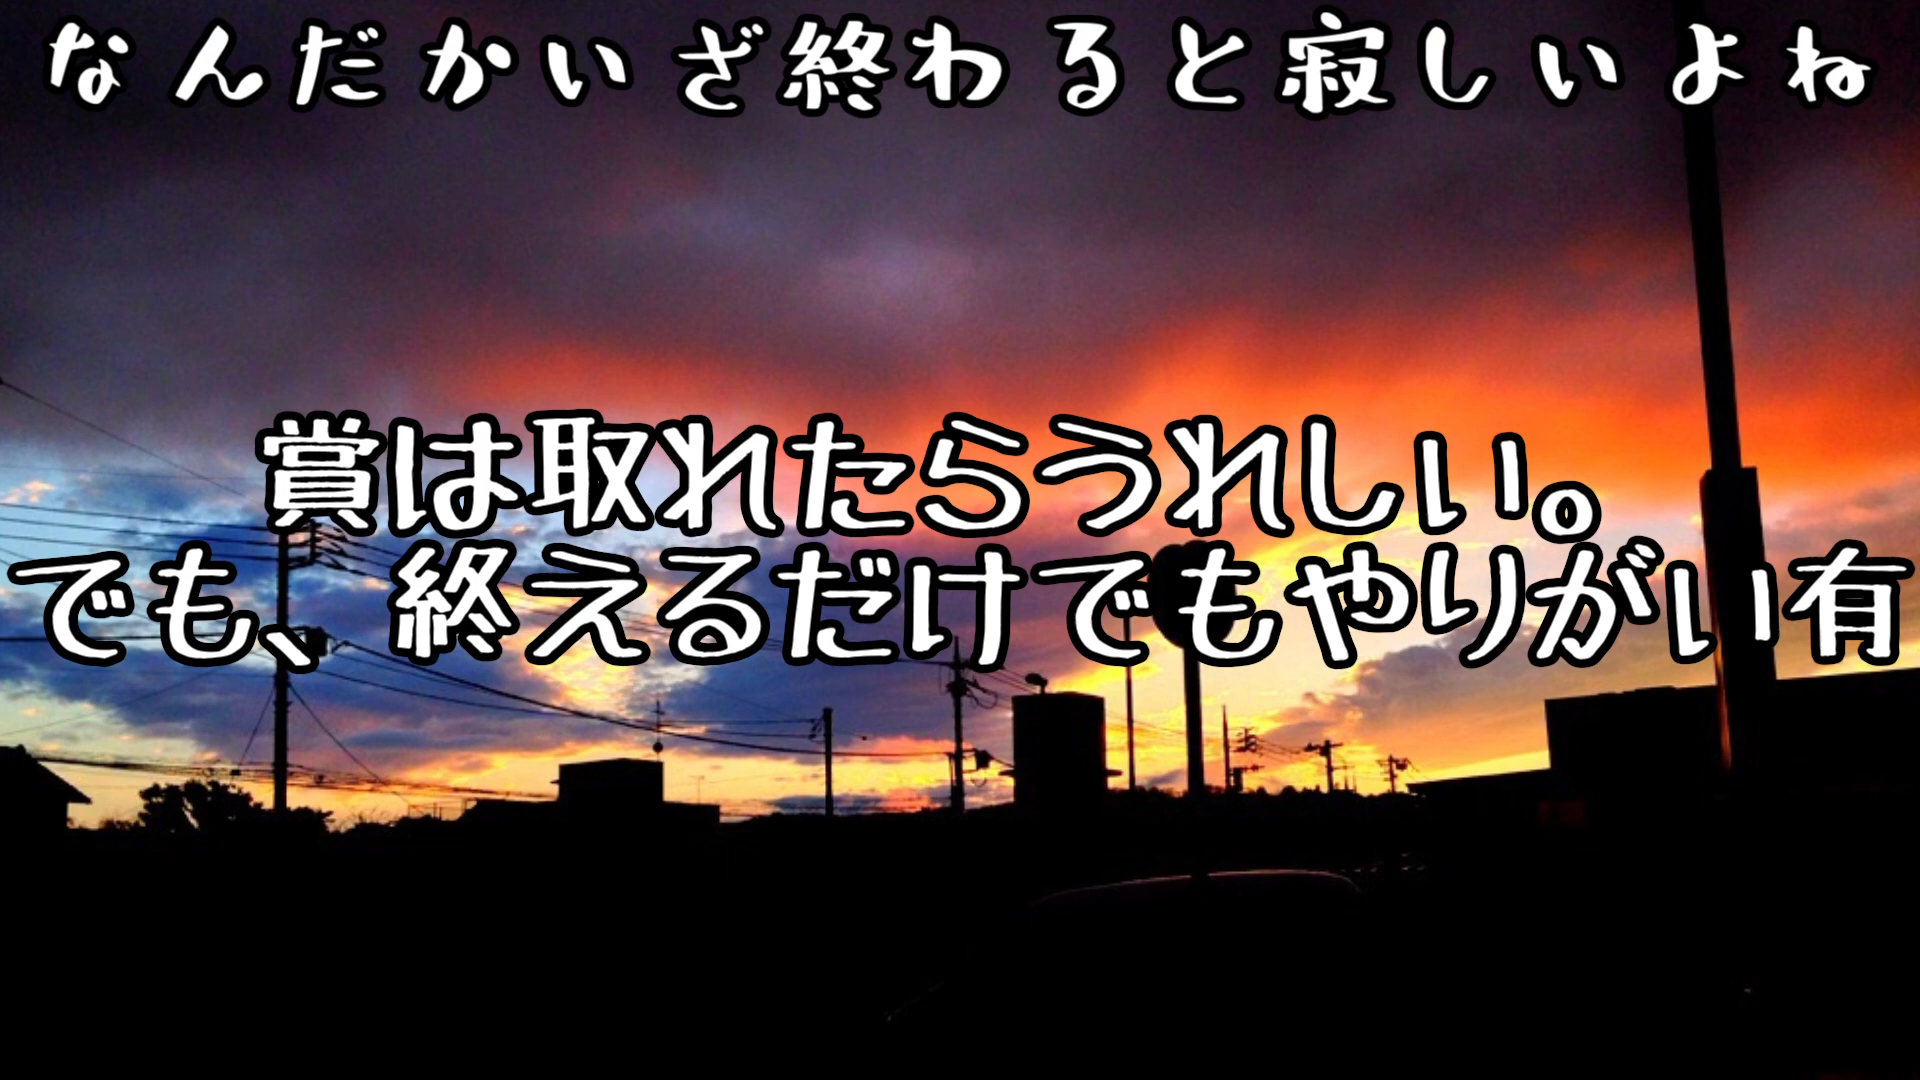 なんだかいざ終わると寂しいよね
賞は取れたらうれしい。
でも、終えるだけでもやりがい有